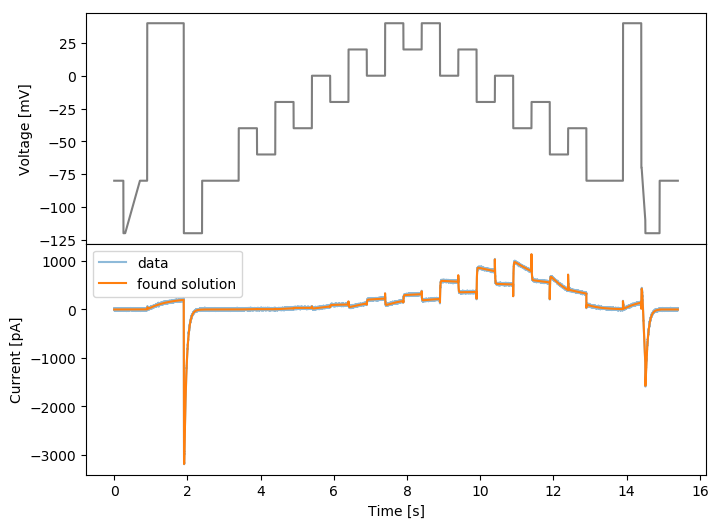 25
0
−25
−50
−75
−100
−125
Voltage [mV]
data
found solution
1000
0
−1000
−2000
−3000
Current [pA]
0 2 4 6 8 10 12 14 16
Time [s]